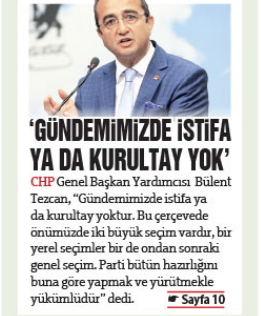 'GÜNDEMİMİZDE İSTİFA
YA DA KURULTAY YOK'
CHP Genel Başkan Yardımcısı Bülent
Tezcan, "Gündemimizde istifa ya
da kurultay yoktur. Bu çerçevede
önümüzde iki büyük seçim vardır, bir
yerel seçimler bir de ondan sonraki
genel seçim. Parti bütün hazırlığını
buna göre yapmak ve yürütmekle
yükümlüdür" dedi. ☛ Sayfa 10